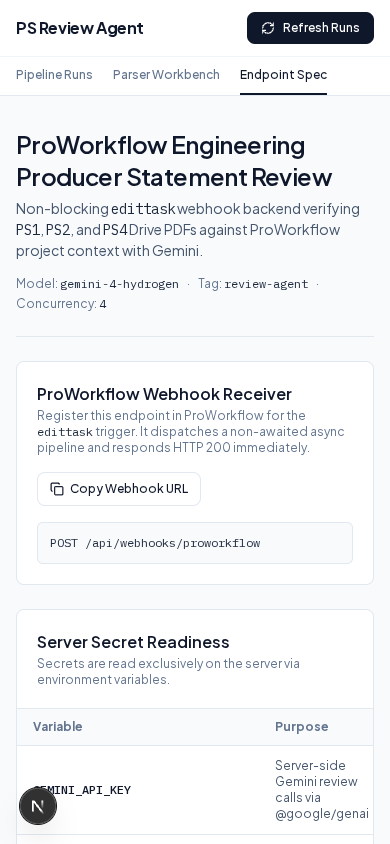 PS Review Agent
Refresh Runs
Pipeline Runs
Parser Workbench
Endpoint Spec
ProWorkflow Engineering
Producer Statement Review
Non-blocking edittask webhook backend verifying
PS1, PS2, and PS4 Drive PDFs against ProWorkflow
project context with Gemini.
Model: gemini-4-hydrogen · Tag: review-agent ·
Concurrency: 4
ProWorkflow Webhook Receiver
Register this endpoint in ProWorkflow for the
edittask trigger. It dispatches a non-awaited async
pipeline and responds HTTP 200 immediately.
Copy Webhook URL
POST /api/webhooks/proworkflow
Server Secret Readiness
Secrets are read exclusively on the server via
environment variables.
Variable
Purpose
GEMINI_API_KEY
Server-side
Gemini review
calls via
@google/genai
N